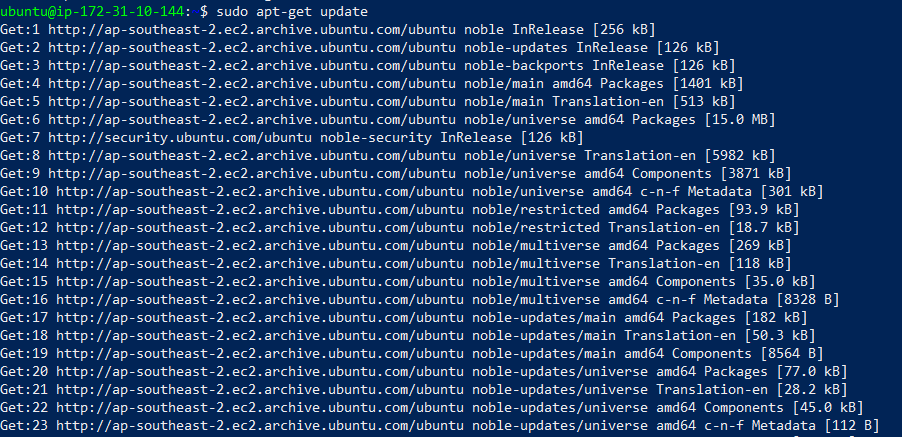 ubuntu@ip-172-31-10-144:~$ sudo apt-get update
Get:1 http://ap-southeast-2.ec2.archive.ubuntu.com/ubuntu noble InRelease [256 kB]
Get:2 http://ap-southeast-2.ec2.archive.ubuntu.com/ubuntu noble-updates InRelease [126 kB]
Get:3 http://ap-southeast-2.ec2.archive.ubuntu.com/ubuntu noble-backports InRelease [126 kB]
Get:4 http://ap-southeast-2.ec2.archive.ubuntu.com/ubuntu noble/main amd64 Packages [1401 kB]
Get:5 http://ap-southeast-2.ec2.archive.ubuntu.com/ubuntu noble/main Translation-en [513 kB]
Get:6 http://ap-southeast-2.ec2.archive.ubuntu.com/ubuntu noble/universe amd64 Packages [15.0 MB]
Get:7 http://security.ubuntu.com/ubuntu noble-security InRelease [126 kB]
Get:8 http://ap-southeast-2.ec2.archive.ubuntu.com/ubuntu noble/universe Translation-en [5982 kB]
Get:9 http://ap-southeast-2.ec2.archive.ubuntu.com/ubuntu noble/universe amd64 Components [3871 kB]
Get:10 http://ap-southeast-2.ec2.archive.ubuntu.com/ubuntu noble/universe amd64 c-n-f Metadata [301 kB]
Get:11 http://ap-southeast-2.ec2.archive.ubuntu.com/ubuntu noble/restricted amd64 Packages [93.9 kB]
Get:12 http://ap-southeast-2.ec2.archive.ubuntu.com/ubuntu noble/restricted Translation-en [18.7 kB]
Get:13 http://ap-southeast-2.ec2.archive.ubuntu.com/ubuntu noble/multiverse amd64 Packages [269 kB]
Get:14 http://ap-southeast-2.ec2.archive.ubuntu.com/ubuntu noble/multiverse Translation-en [118 kB]
Get:15 http://ap-southeast-2.ec2.archive.ubuntu.com/ubuntu noble/multiverse amd64 Components [35.0 kB]
Get:16 http://ap-southeast-2.ec2.archive.ubuntu.com/ubuntu noble/multiverse amd64 c-n-f Metadata [8328 B]
Get:17 http://ap-southeast-2.ec2.archive.ubuntu.com/ubuntu noble-updates/main amd64 Packages [182 kB]
Get:18 http://ap-southeast-2.ec2.archive.ubuntu.com/ubuntu noble-updates/main Translation-en [50.3 kB]
Get:19 http://ap-southeast-2.ec2.archive.ubuntu.com/ubuntu noble-updates/main amd64 Components [8564 B]
Get:20 http://ap-southeast-2.ec2.archive.ubuntu.com/ubuntu noble-updates/universe amd64 Packages [77.0 kB]
Get:21 http://ap-southeast-2.ec2.archive.ubuntu.com/ubuntu noble-updates/universe Translation-en [28.2 kB]
Get:22 http://ap-southeast-2.ec2.archive.ubuntu.com/ubuntu noble-updates/universe amd64 Components [45.0 kB]
Get:23 http://ap-southeast-2.ec2.archive.ubuntu.com/ubuntu noble-updates/universe amd64 c-n-f Metadata [112 B]